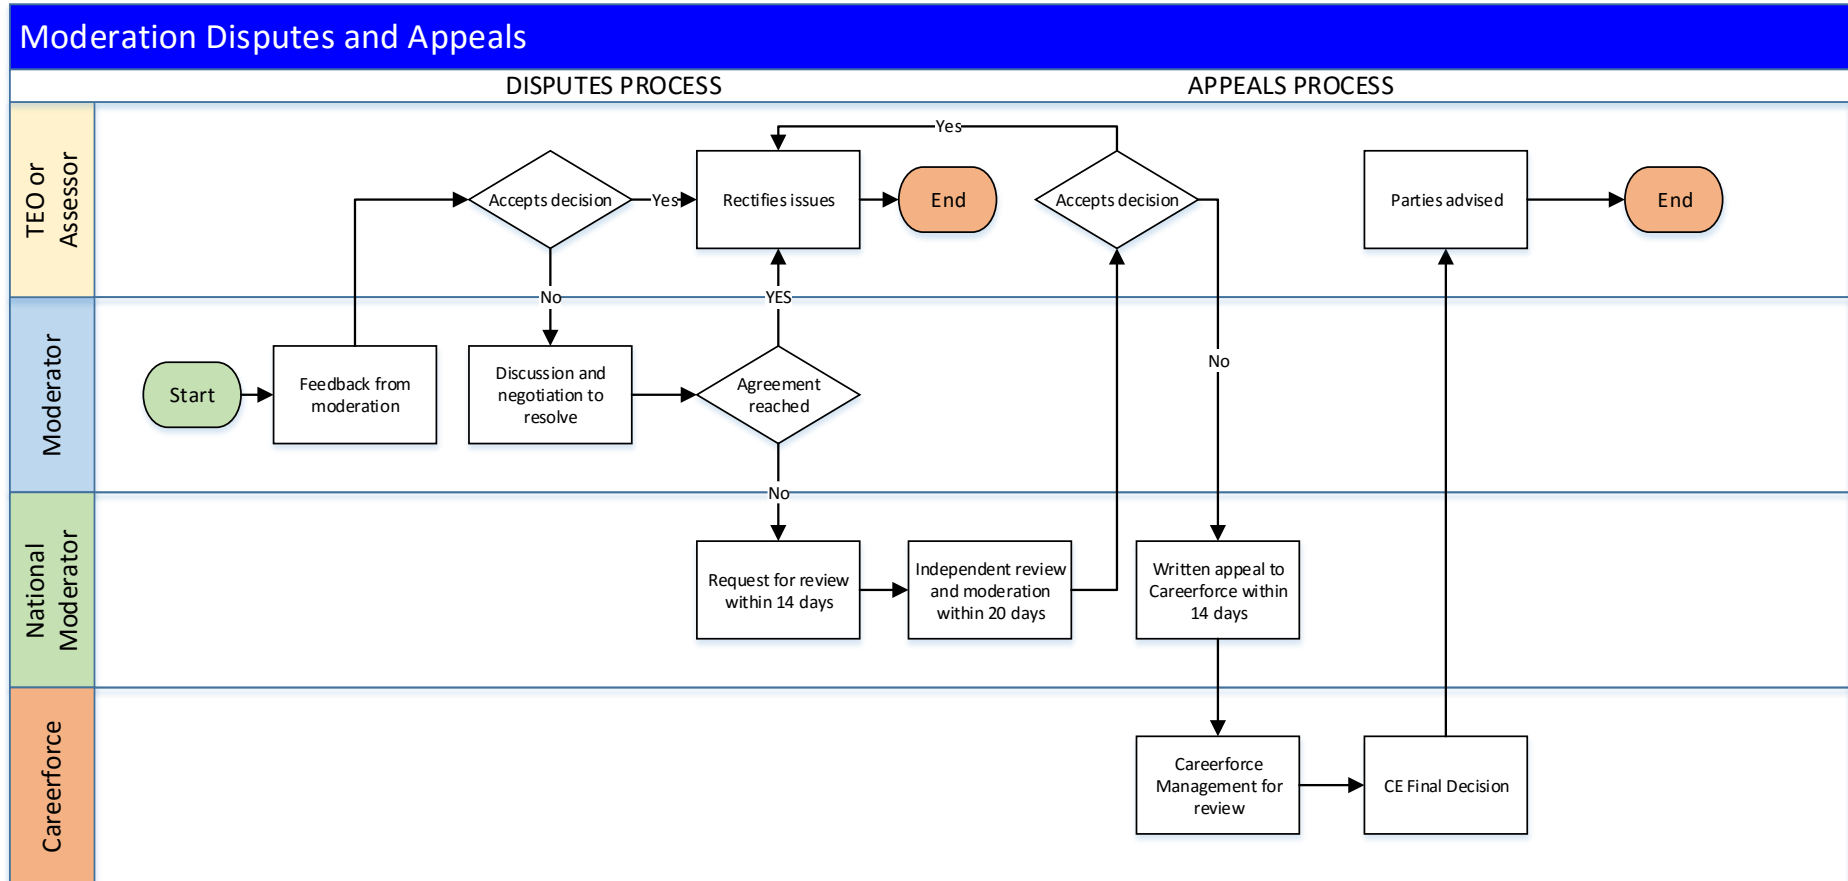 Moderation Disputes and Appeals
DISPUTES PROCESS
APPEALS PROCESS
TEO or
Assessor
Accepts decision
Yes
Rectifies issues
End
Yes
Accepts decision
Parties advised
End
No
YES
No
Moderator
Start
Feedback from
moderation
Discussion and
negotiation to
resolve
Agreement
reached
No
National
Moderator
Request for review
within 14 days
Independent review
and moderation
within 20 days
Written appeal to
Careerforce within
14 days
Careerforce
Careerforce
Management for
review
CE Final Decision